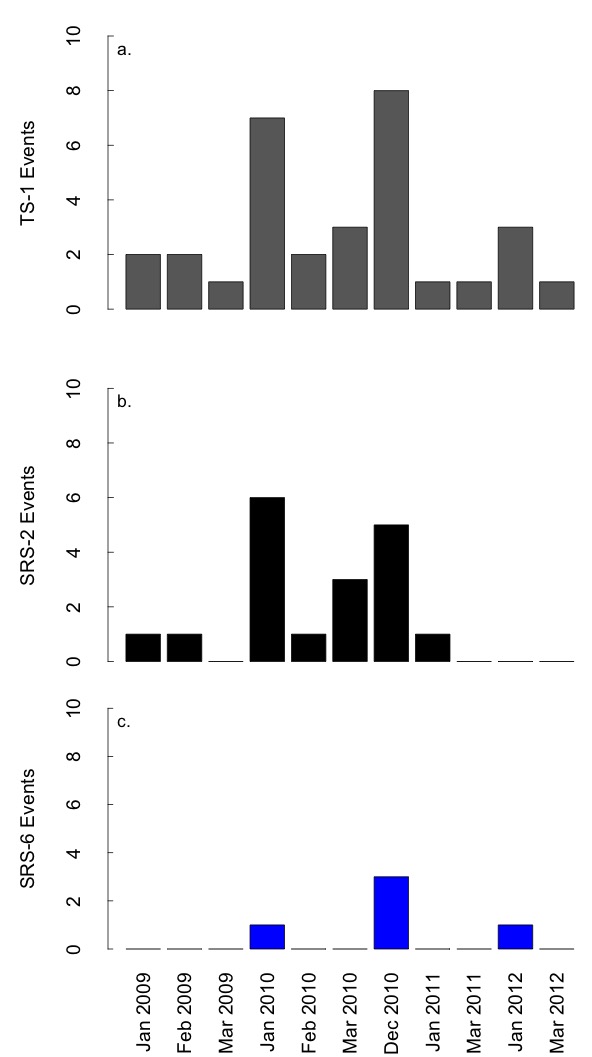 a.
TS-1 Events
0 2 4 6 8 10
b.
SRS-2 Events
0 2 4 6 8 10
c.
SRS-6 Events
0 2 4 6 8 10
Jan 2009
Feb 2009
Mar 2009
Jan 2010
Feb 2010
Mar 2010
Dec 2010
Jan 2011
Mar 2011
Jan 2012
Mar 2012